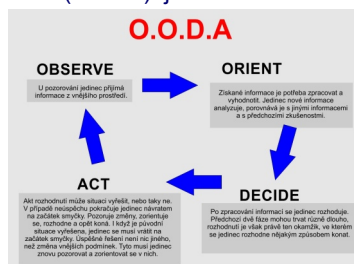 O.O.D.A
OBSERVE
U pozorování jedinec přijímá
informace z vnějšího prostředí.
ORIENT
Získané informace je potřeba zpracovat a
vyhodnotit. Jedinec nové informace
analyzuje, porovnává je s jinými informacemi
a s předchozími zkušenostmi.
DECIDE
Po zpracování informací se jedinec rozhoduje.
Předchozí dvě fáze mohou trvat různě dlouho,
rozhodnutí je však právě ten okamžik, ve kterém
se jedinec rozhodne nějakým způsobem konat.
ACT
Akt rozhodnutí může situaci vyřešit, nebo taky ne.
V případě neúspěchu pokračuje jedinec návratem
na začátek smyčky. Pozoruje změny, zorientuje
se, rozhodne a opět koná. I když je původní
situace vyřešena, jedinec se musí vrátit na
začátek smyčky. Úspěšné řešení není nic jiného,
než změna vnějších podmínek. Tyto musí jedinec
znovu pozorovat a zorientovat se v nich.